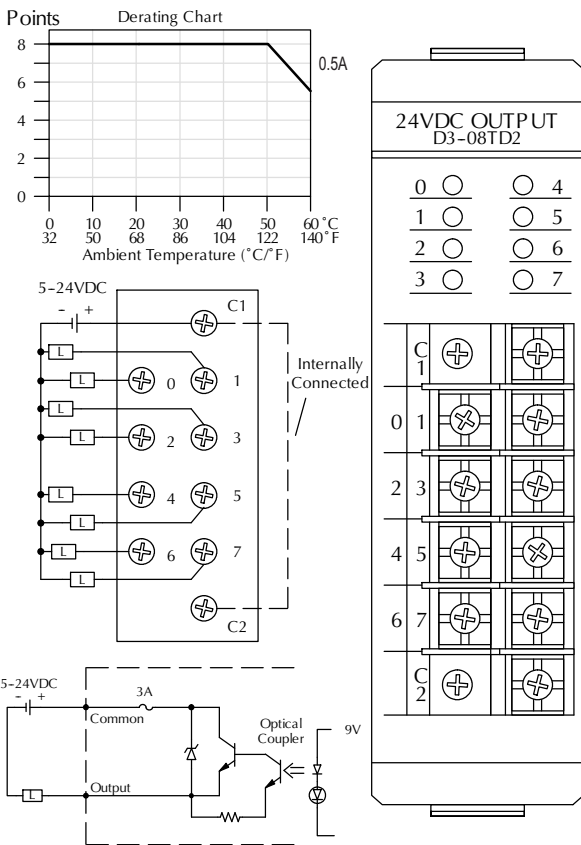 Points
Derating Chart
8
6
4
2
0
0.5A
0 10 20 30 40 50 60˚C
32 50 68 86 104 122 140˚F
Ambient Temperature (˚C/˚F)
5-24VDC
- +
C1
L
L 0 1
L
L 2 3
L 4 5
L
L 6 7
L
C2
Internally
Connected
5-24VDC
- +
3A
Common
Optical
Coupler
9V
Output
L
24VDC OUTPUT
D3-08TD2
0 4
1 5
2 6
3 7
C
1
0 1
2 3
4 5
6 7
C
2